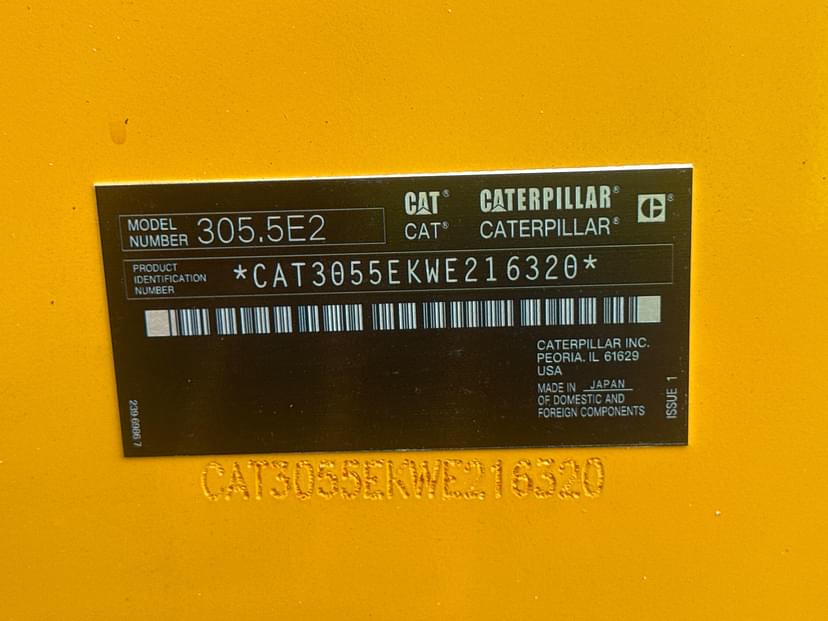 CAT® CATERPILLAR®
CAT® CATERPILLAR®
C®
MODEL NUMBER 305.5E2
PRODUCT IDENTIFICATION NUMBER *CAT3055EKWE216320*
CATERPILLAR INC.
PEORIA, IL 61629
USA
MADE IN JAPAN
OF DOMESTIC AND
FOREIGN COMPONENTS
ISSUE 1
CAT3055EKWE216320